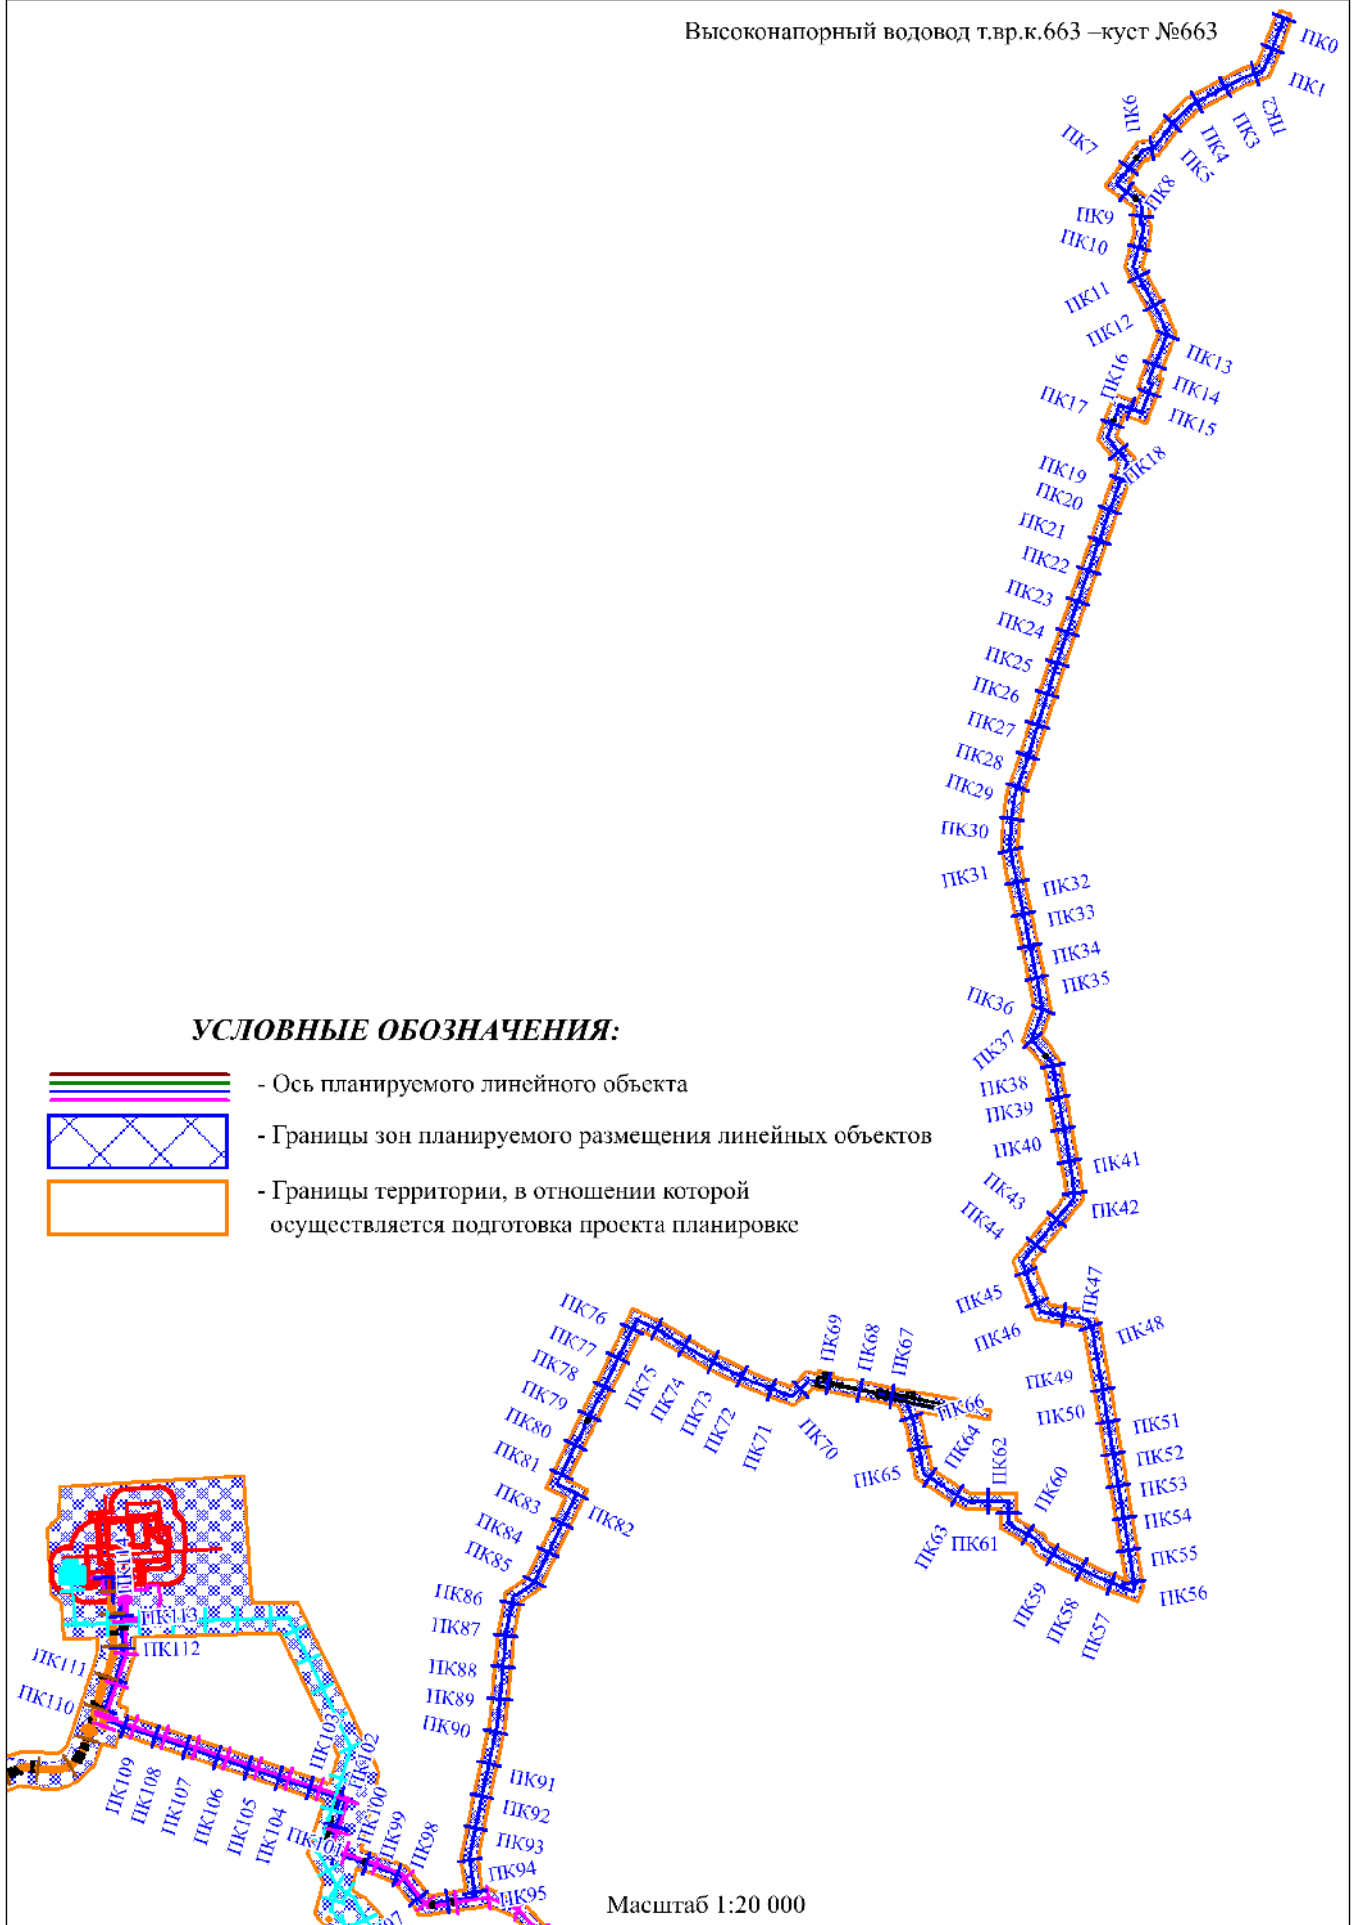 Высоконапорный водовод т.вр.к.663 –куст №663
ПК0
ПК1
ПК2
ПК3
ПК4
ПК5
ПК6
ПК7
ПК8
ПК9
ПК10
ПК11
ПК12
ПК13
ПК14
ПК15
ПК16
ПК17
ПК18
ПК19
ПК20
ПК21
ПК22
ПК23
ПК24
ПК25
ПК26
ПК27
ПК28
ПК29
ПК30
ПК31
ПК32
ПК33
ПК34
ПК35
ПК36
ПК37
ПК38
ПК39
ПК40
ПК41
ПК42
ПК43
ПК44
ПК45
ПК46
ПК47
ПК48
ПК49
ПК50
ПК51
ПК52
ПК53
ПК54
ПК55
ПК56
ПК57
ПК58
ПК59
ПК60
ПК61
ПК62
ПК63
ПК64
ПК65
ПК66
ПК67
ПК68
ПК69
ПК70
ПК71
ПК72
ПК73
ПК74
ПК75
ПК76
ПК77
ПК78
ПК79
ПК80
ПК81
ПК82
ПК83
ПК84
ПК85
ПК86
ПК87
ПК88
ПК89
ПК90
ПК91
ПК92
ПК93
ПК94
ПК95
ПК98
ПК99
ПК100
ПК101
ПК102
ПК103
ПК104
ПК105
ПК106
ПК107
ПК108
ПК109
ПК110
ПК111
ПК112
ПК113
ПК114
УСЛОВНЫЕ ОБОЗНАЧЕНИЯ:
- Ось планируемого линейного объекта
- Границы зон планируемого размещения линейных объектов
- Границы территории, в отношении которой
осуществляется подготовка проекта планировке
Масштаб 1:20 000